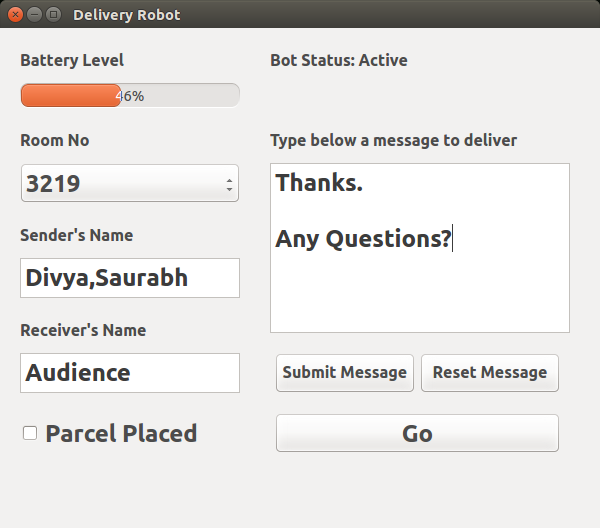 Delivery Robot
Battery Level
46%
Bot Status: Active
Room No
3219
Sender's Name
Divya,Saurabh
Receiver's Name
Audience
Parcel Placed
Type below a message to deliver
Thanks.
Any Questions?
Submit Message
Reset Message
Go